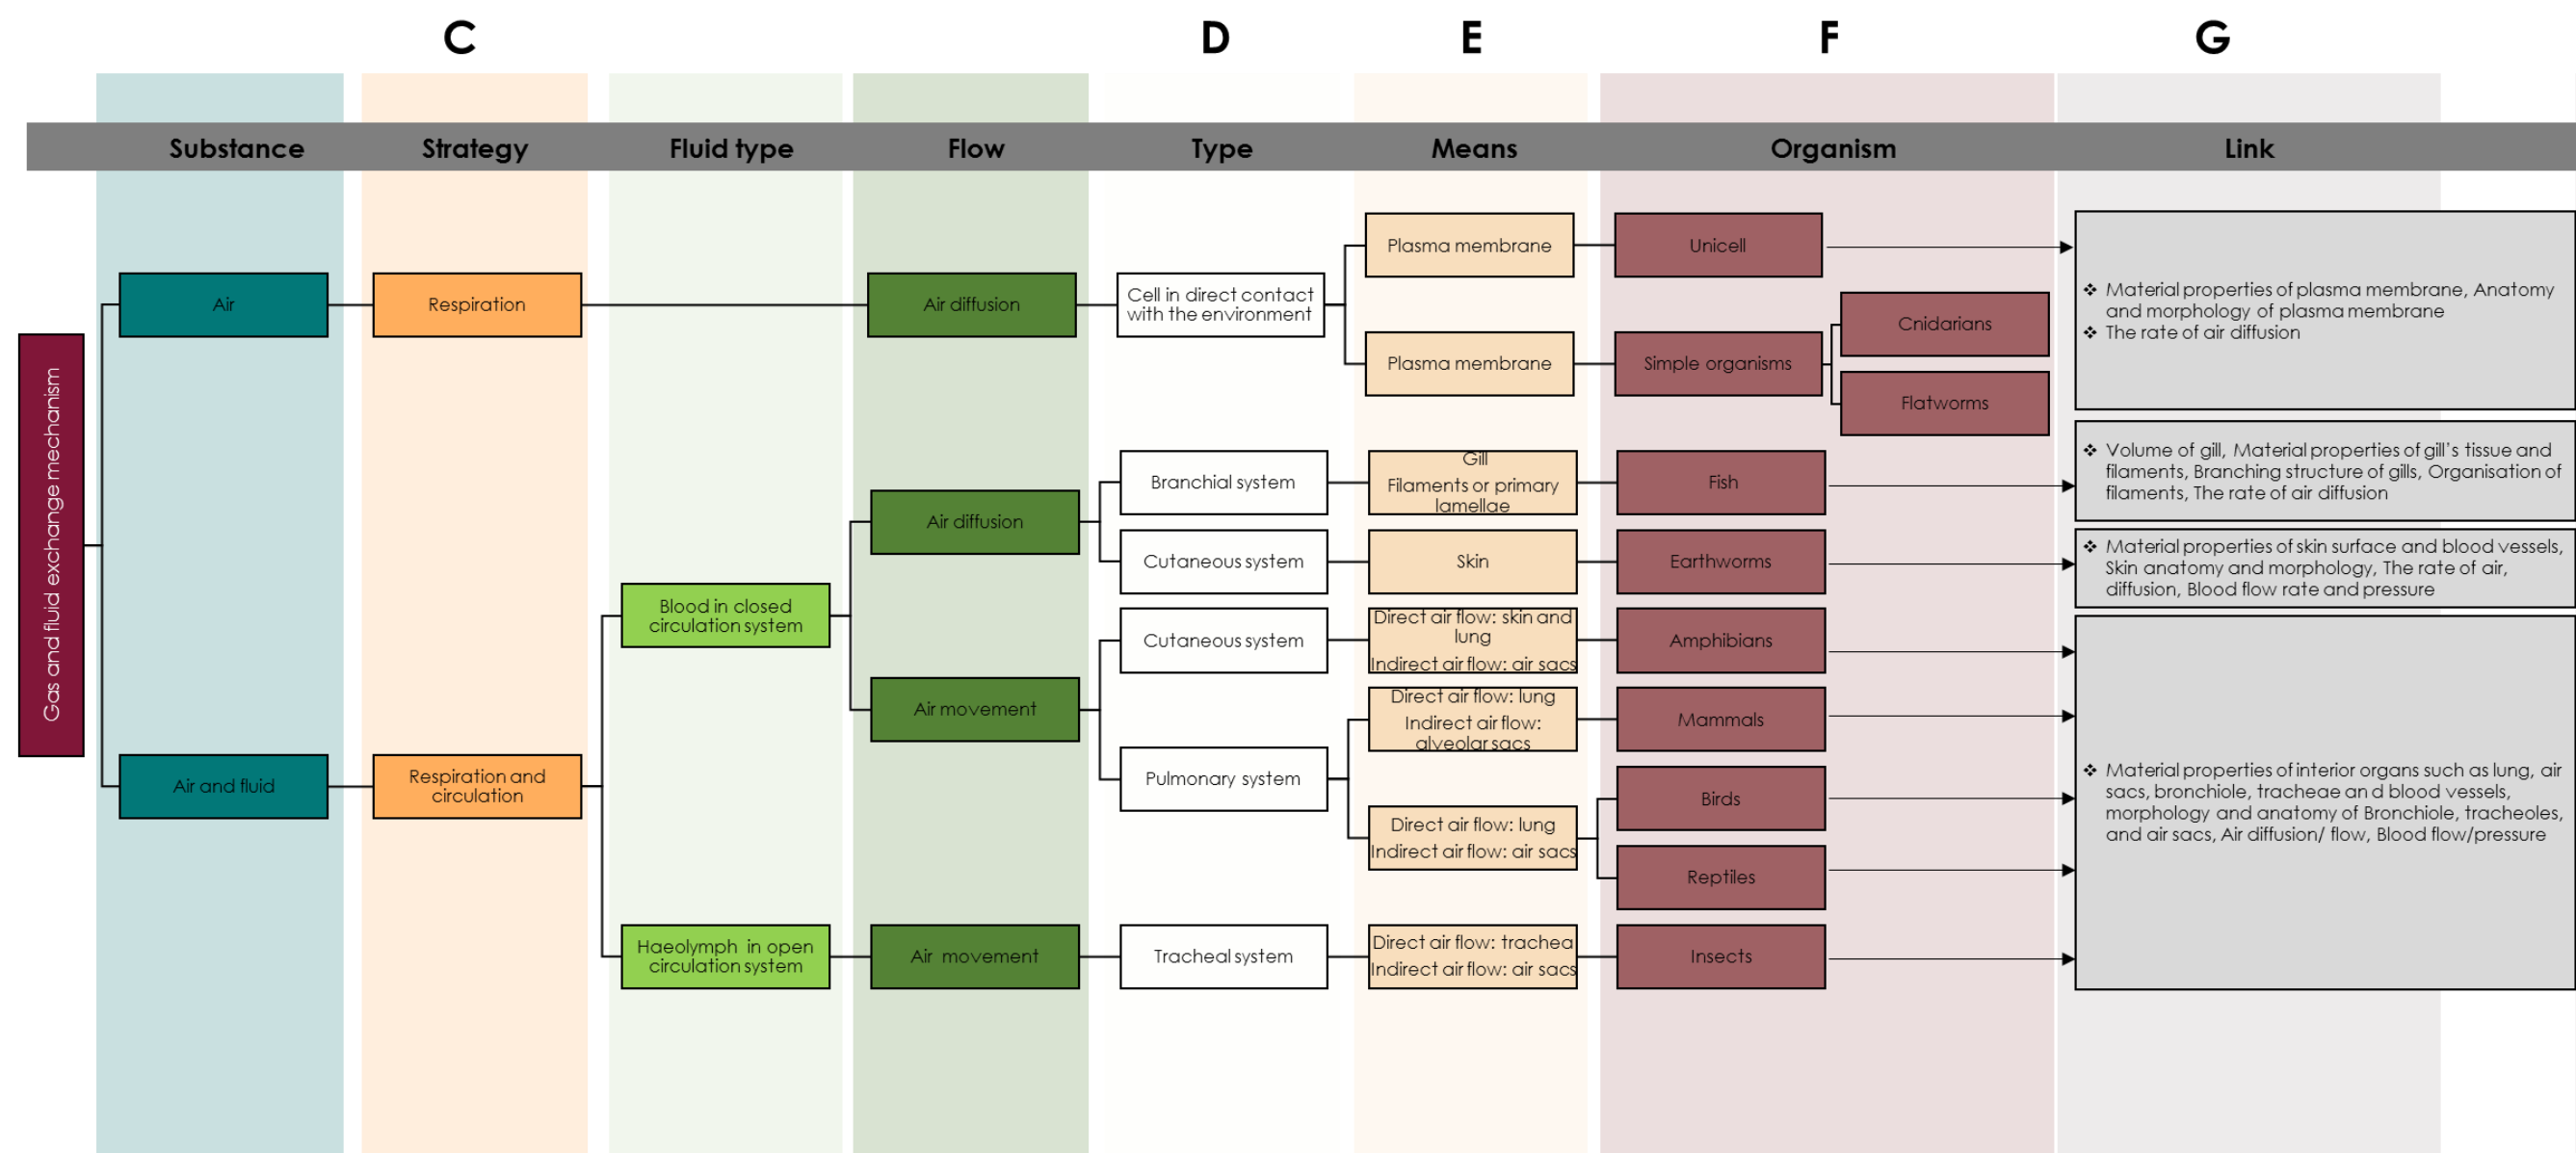 C
D
E
F
G
Substance
Strategy
Fluid type
Flow
Type
Means
Organism
Link
Gas and fluid exchange mechanism
Air
Respiration
Air diffusion
Cell in direct contact
with the environment
Plasma membrane
Unicell
Plasma membrane
Simple organisms
Cnidarians
Flatworms
❖ Material properties of plasma membrane, Anatomy
and morphology of plasma membrane
❖ The rate of air diffusion
Air and fluid
Respiration and
circulation
Blood in closed
circulation system
Air diffusion
Branchial system
Gill
Filaments or primary
lamellae
Fish
❖ Volume of gill, Material properties of gill's tissue and
filaments, Branching structure of gills, Organisation of
filaments, The rate of air diffusion
Cutaneous system
Skin
Earthworms
❖ Material properties of skin surface and blood vessels,
Skin anatomy and morphology, The rate of air,
diffusion, Blood flow rate and pressure
Air movement
Cutaneous system
Direct air flow: skin and
lung
Indirect air flow: air sacs
Amphibians
Pulmonary system
Direct air flow: lung
Indirect air flow:
alveolar sacs
Mammals
Direct air flow: lung
Indirect air flow: air sacs
Birds
Reptiles
Haeolymph in open
circulation system
Air movement
Tracheal system
Direct air flow: trachea
Indirect air flow: air sacs
Insects
❖ Material properties of interior organs such as lung, air
sacs, bronchiole, tracheae and blood vessels,
morphology and anatomy of Bronchiole, tracheoles,
and air sacs, Air diffusion/ flow, Blood flow/pressure